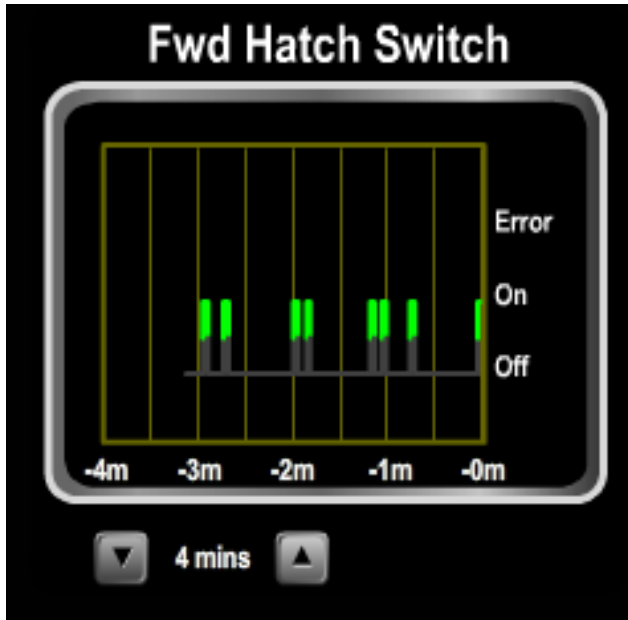 Fwd Hatch Switch
Error
On
Off
-4m -3m -2m -1m -0m
4 mins